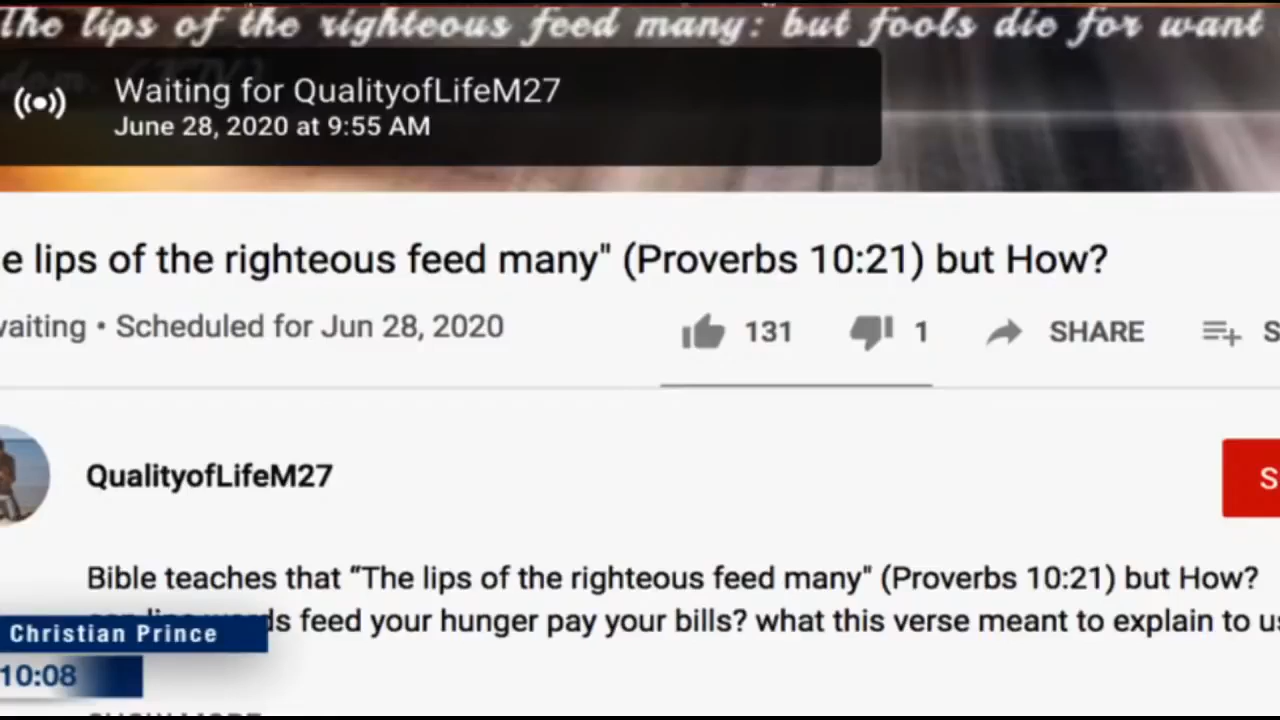 The lips of the righteous feed many: but fools die for want
Waiting for QualityofLifeM27
June 28, 2020 at 9:55 AM
e lips of the righteous feed many" (Proverbs 10:21) but How?
waiting • Scheduled for Jun 28, 2020
131 1 SHARE S
QualityofLifeM27
S
Bible teaches that “The lips of the righteous feed many" (Proverbs 10:21) but How?
feed your hunger pay your bills? what this verse meant to explain to us
Christian Prince
10:08